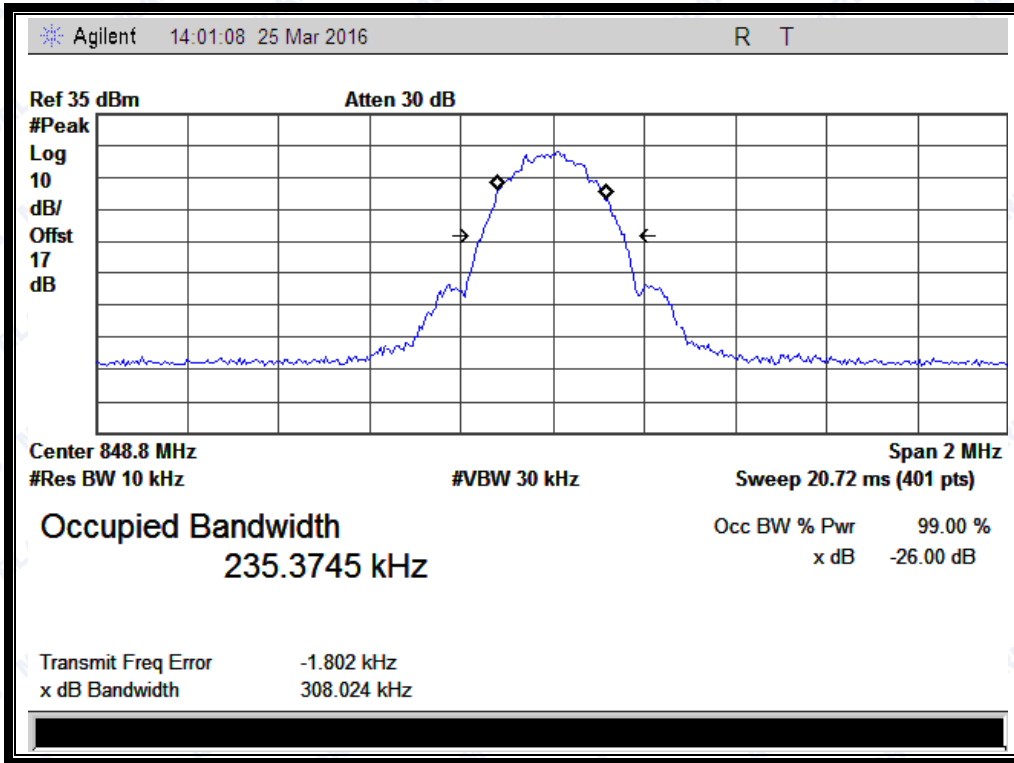 Agilent 14:01:08 25 Mar 2016 R T
Ref 35 dBm Atten 30 dB
#Peak
Log
10
dB/
Offst
17
dB
Center 848.8 MHz Span 2 MHz
#Res BW 10 kHz #VBW 30 kHz Sweep 20.72 ms (401 pts)
Occupied Bandwidth Occ BW % Pwr 99.00 %
235.3745 kHz x dB -26.00 dB
Transmit Freq Error -1.802 kHz
x dB Bandwidth 308.024 kHz